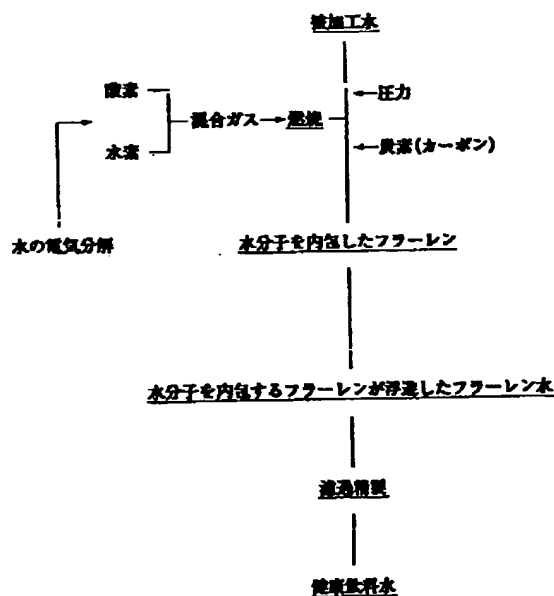 被加工水
酸素
圧力
混合ガス
燃焼
水素
炭素(カーボン)
水の電気分解
水分子を内包したフラーレン
水分子を内包するフラーレンが浮遊したフラーレン水
濾過精製
健康飲料水